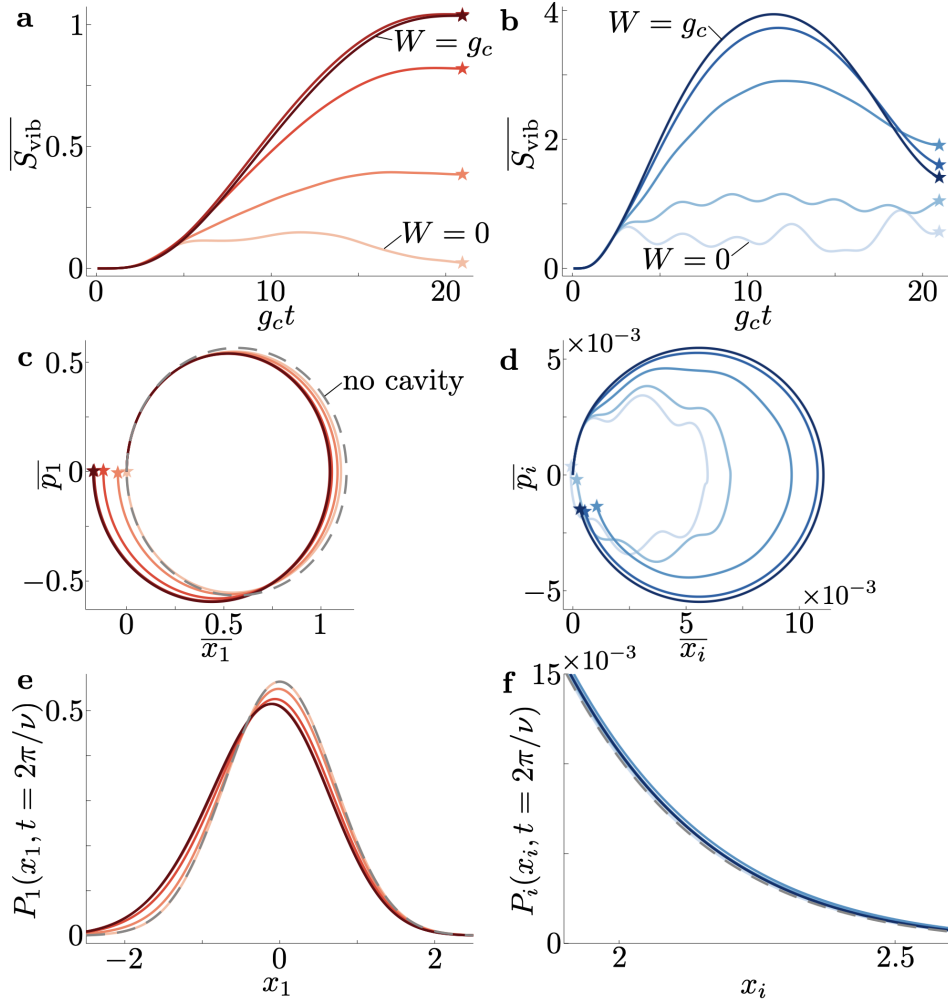 a
1
0.5
0
S_vib
W = g_c
W = 0
0 10 20
g_c t
b
4
2
0
S_vib
W = g_c
W = 0
0 10 20
g_c t
c
0.5
0
−0.5
p_1
no cavity
0 0.5 1
x_1
d
×10^−3
5
0
−5
p_i
×10^−3
0 5 10
x_i
e
0.5
0
P_1(x_1, t = 2π/ν)
−2 0 2
x_1
f
×10^−3
15
0
P_i(x_i, t = 2π/ν)
2 2.5
x_i